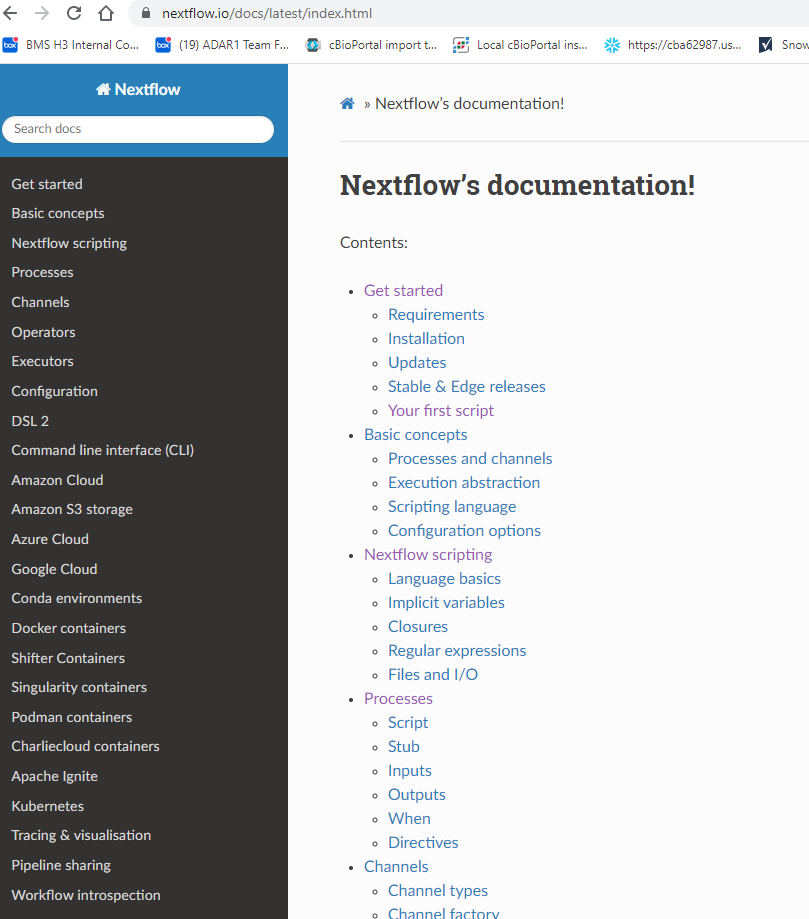 nextflow.io/docs/latest/index.html
box BMS H3 Internal Co... box (19) ADAR1 Team F... cBioPortal import t... Local cBioPortal ins... https://cba62987.us... Snow
Nextflow
Search docs
Get started
Basic concepts
Nextflow scripting
Processes
Channels
Operators
Executors
Configuration
DSL 2
Command line interface (CLI)
Amazon Cloud
Amazon S3 storage
Azure Cloud
Google Cloud
Conda environments
Docker containers
Shifter Containers
Singularity containers
Podman containers
Charliecloud containers
Apache Ignite
Kubernetes
Tracing & visualisation
Pipeline sharing
Workflow introspection
» Nextflow’s documentation!
Nextflow’s documentation!
Contents:
• Get started
◦ Requirements
◦ Installation
◦ Updates
◦ Stable & Edge releases
◦ Your first script
• Basic concepts
◦ Processes and channels
◦ Execution abstraction
◦ Scripting language
◦ Configuration options
• Nextflow scripting
◦ Language basics
◦ Implicit variables
◦ Closures
◦ Regular expressions
◦ Files and I/O
• Processes
◦ Script
◦ Stub
◦ Inputs
◦ Outputs
◦ When
◦ Directives
• Channels
◦ Channel types
◦ Channel factory